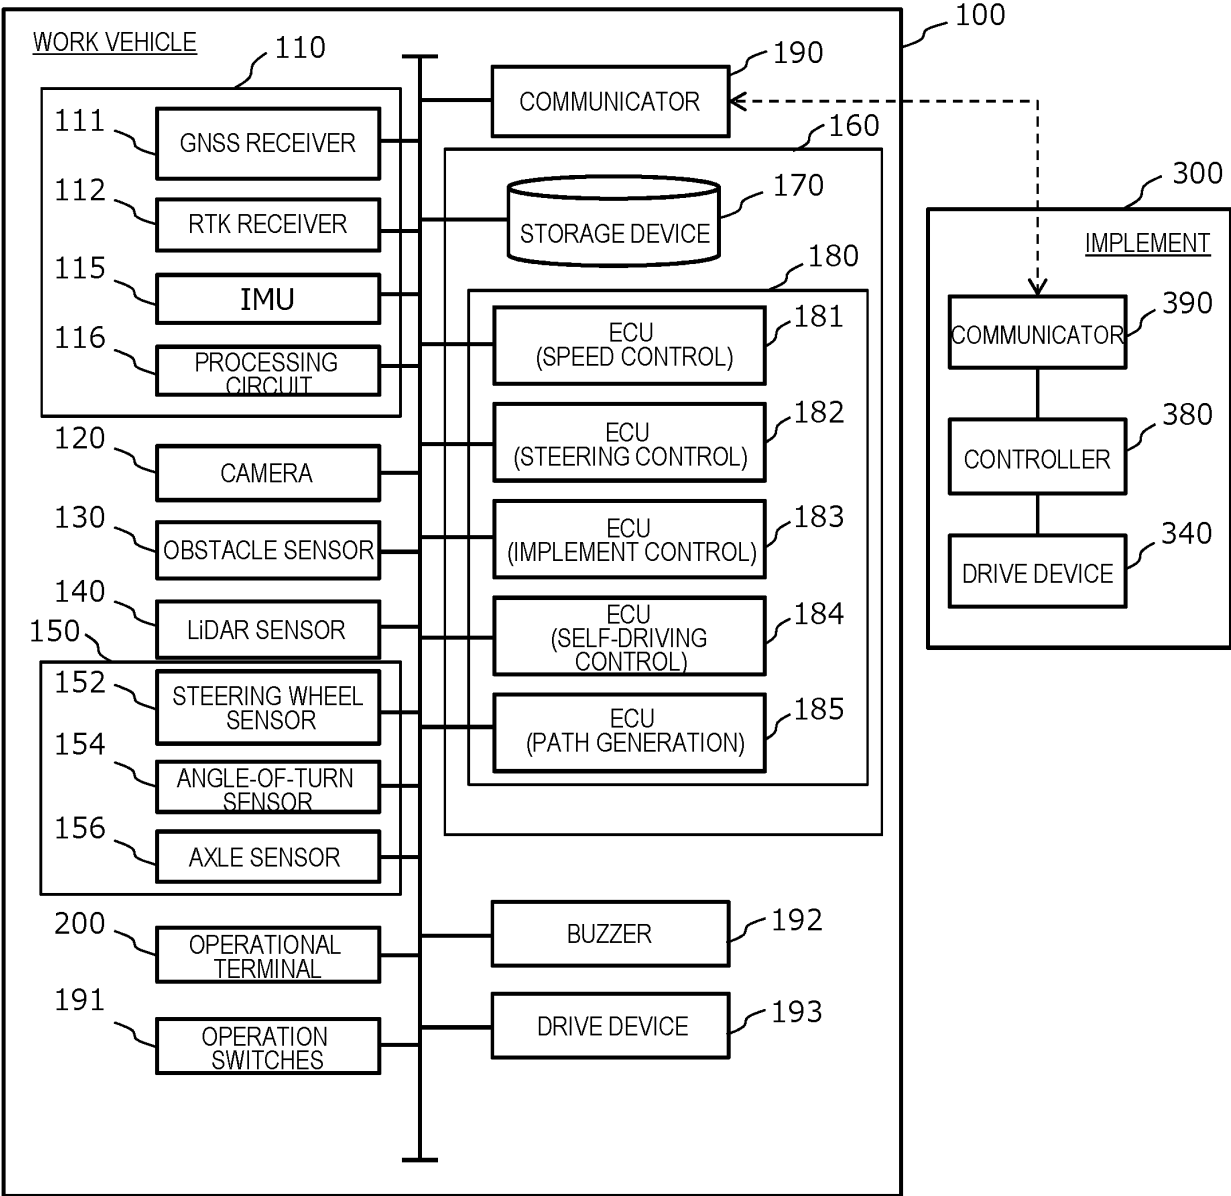 100
WORK VEHICLE
110
111
GNSS RECEIVER
112
RTK RECEIVER
115
IMU
116
PROCESSING
CIRCUIT
120
CAMERA
130
OBSTACLE SENSOR
140
LiDAR SENSOR
150
152
STEERING WHEEL
SENSOR
154
ANGLE-OF-TURN
SENSOR
156
AXLE SENSOR
200
OPERATIONAL
TERMINAL
191
OPERATION
SWITCHES
190
COMMUNICATOR
160
170
STORAGE DEVICE
180
181
ECU
(SPEED CONTROL)
182
ECU
(STEERING CONTROL)
183
ECU
(IMPLEMENT CONTROL)
184
ECU
(SELF-DRIVING
CONTROL)
185
ECU
(PATH GENERATION)
192
BUZZER
193
DRIVE DEVICE
300
IMPLEMENT
390
COMMUNICATOR
380
CONTROLLER
340
DRIVE DEVICE